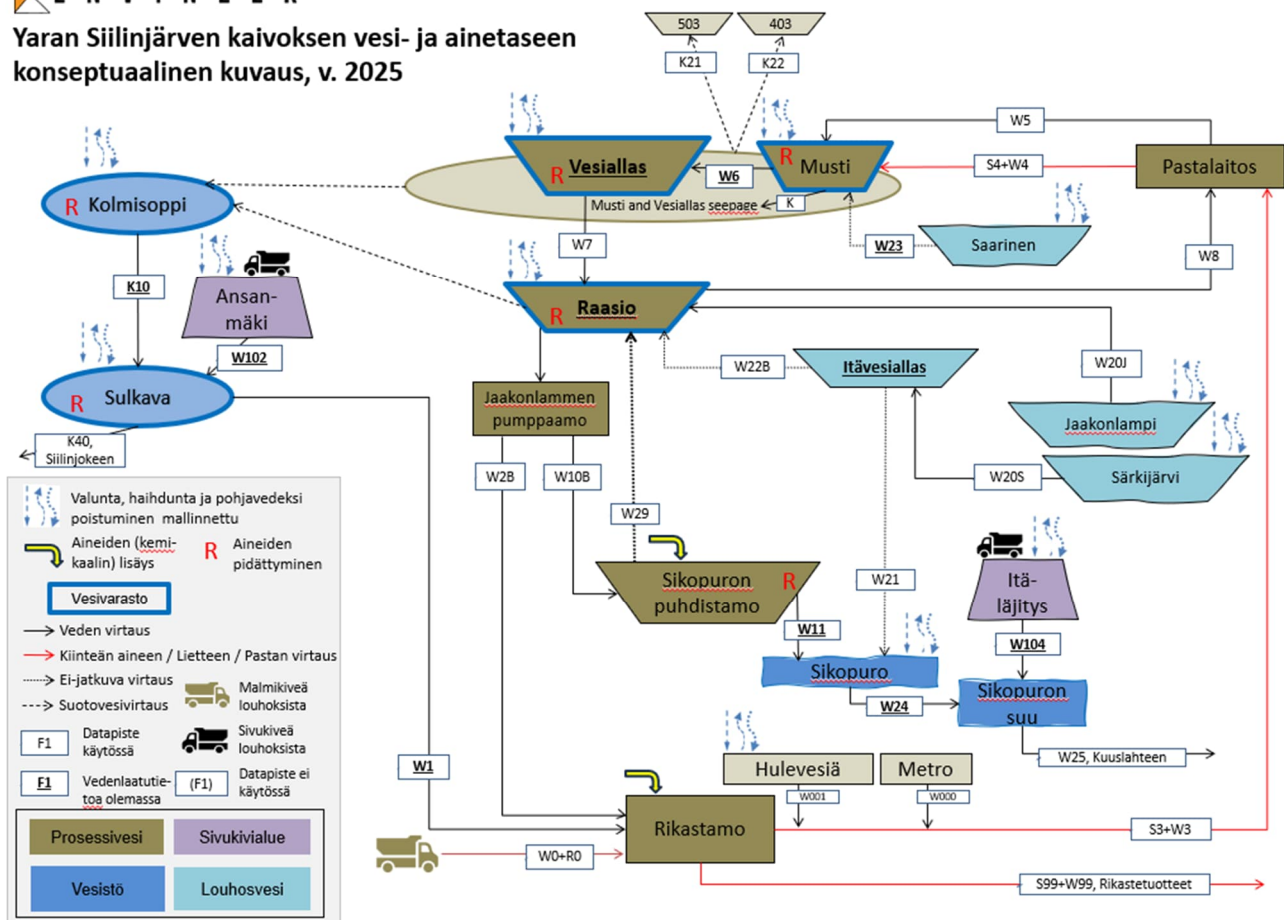 E N V I N E E R
Yaran Siilinjärven kaivoksen vesi- ja ainetaseen
konseptuaalinen kuvaus, v. 2025
503
403
K21
K22
W5
Vesiallas
R
R
Musti
W6
S4+W4
Pastalaitos
Musti and Vesiallas seepage
K
R
Kolmisoppi
W7
W23
Saarinen
W8
K10
Ansan-
mäki
R
Raasio
W102
W22B
Itävesiallas
W20J
R
Sulkava
Jaakonlammen
pumppaamo
Jaakonlampi
K40,
Siilinjokeen
W2B
W10B
W20S
Särkijärvi
W29
Valunta, haihdunta ja pohjavedeksi
poistuminen mallinnettu
Aineiden (kemi-
kaalin) lisäys
R
Aineiden
pidättyminen
Vesivarasto
Veden virtaus
Kiinteän aineen / Lietteen / Pastan virtaus
Ei-jatkuva virtaus
Suotovesivirtaus
Malmikiveä
louhoksista
F1
Datapiste
käytössä
Sivukiveä
louhoksista
F1
Vedenlaatutie-
toa olemassa
(F1)
Datapiste ei
käytössä
Prosessivesi
Sivukivialue
Vesistö
Louhosvesi
Sikopuron
puhdistamo
R
W21
Itä-
läjitys
W11
W104
Sikopuro
W24
Sikopuron
suu
W25, Kuuslahteen
W1
Hulevesiä
Metro
W001
W000
Rikastamo
S3+W3
W0+R0
S99+W99, Rikastetuotteet